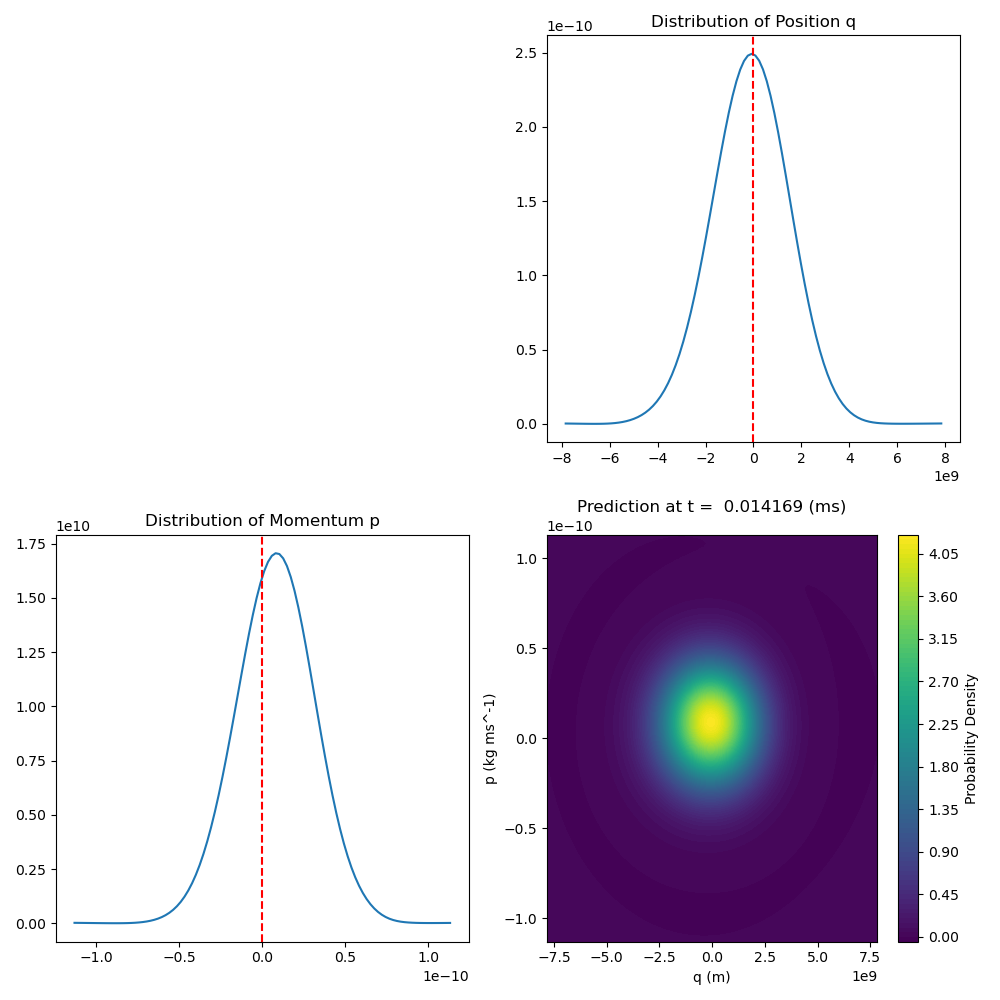 Distribution of Position q
1e−10
2.5
2.0
1.5
1.0
0.5
0.0
−8 −6 −4 −2 0 2 4 6 8
1e9
Distribution of Momentum p
1e10
1.75
1.50
1.25
1.00
0.75
0.50
0.25
0.00
−1.0 −0.5 0.0 0.5 1.0
1e−10
Prediction at t =  0.014169 (ms)
1e−10
1.0
0.5
0.0
−0.5
−1.0
p (kg ms^-1)
−7.5 −5.0 −2.5 0.0 2.5 5.0 7.5
1e9
q (m)
4.05
3.60
3.15
2.70
2.25
1.80
1.35
0.90
0.45
0.00
Probability Density